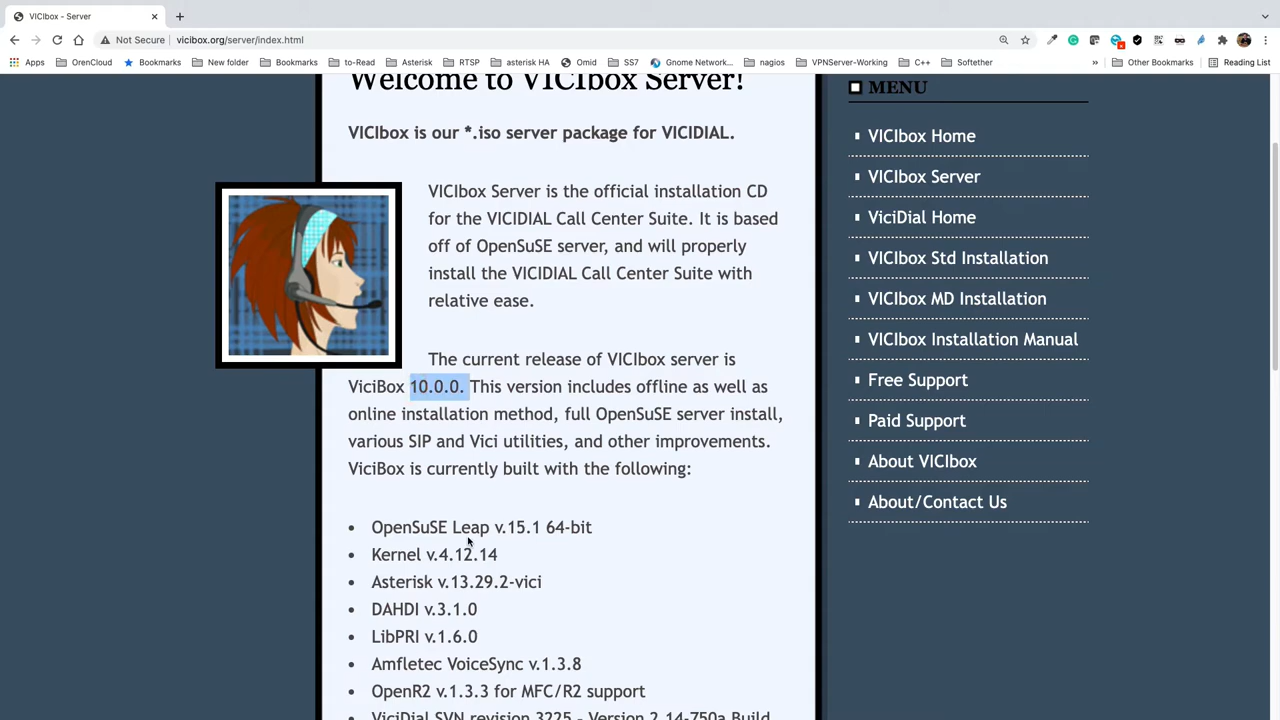 VICIbox - Server
Not Secure
vicibox.org/server/index.html
Apps
OrenCloud
New folder
Bookmarks
to-Read
Asterisk
RTSP
asterisk HA
Omid
SS7
Gnome Network...
nagios
VPNServer-Working
C++
Softether
»
Other Bookmarks
Reading List
Welcome to VICIbox Server!
VICIbox is our *.iso server package for VICIDIAL.
VICIbox Server is the official installation CD
for the VICIDIAL Call Center Suite. It is based
off of OpenSuSE server, and will properly
install the VICIDIAL Call Center Suite with
relative ease.
The current release of VICIbox server is
ViciBox 10.0.0. This version includes offline as well as
online installation method, full OpenSuSE server install,
various SIP and Vici utilities, and other improvements.
ViciBox is currently built with the following:
• OpenSuSE Leap v.15.1 64-bit
• Kernel v.4.12.14
• Asterisk v.13.29.2-vici
• DAHDI v.3.1.0
• LibPRI v.1.6.0
• Amfletec VoiceSync v.1.3.8
• OpenR2 v.1.3.3 for MFC/R2 support
ViciDial SVN revision 3225 - Version 2.14-750a Build
MENU
VICIbox Home
VICIbox Server
ViciDial Home
VICIbox Std Installation
VICIbox MD Installation
VICIbox Installation Manual
Free Support
Paid Support
About VICIbox
About/Contact Us